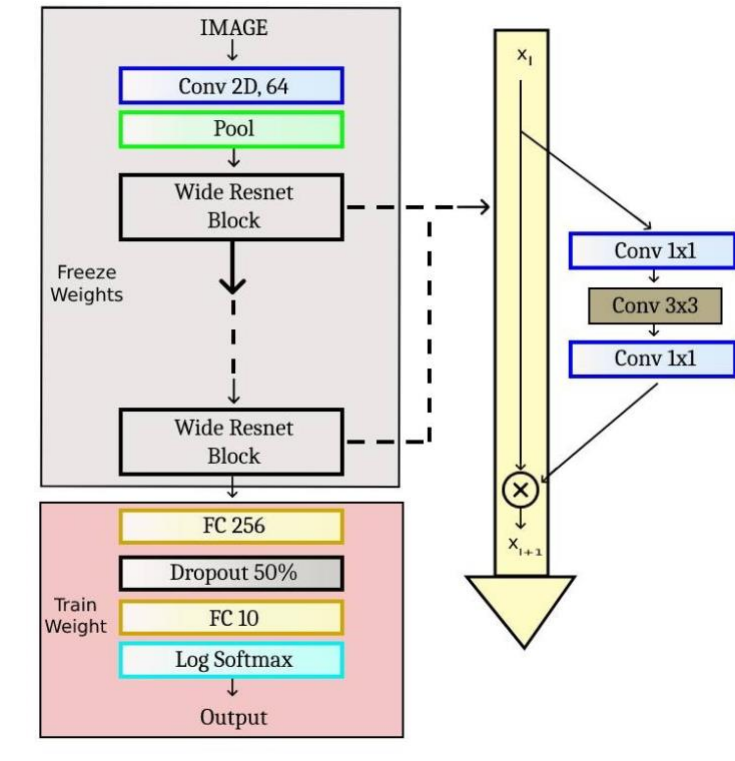 IMAGE
Conv 2D, 64
Pool
Wide Resnet
Block
Freeze
Weights
Wide Resnet
Block
FC 256
Dropout 50%
Train
Weight
FC 10
Log Softmax
Output
x_l
Conv 1x1
Conv 3x3
Conv 1x1
x_{l+1}